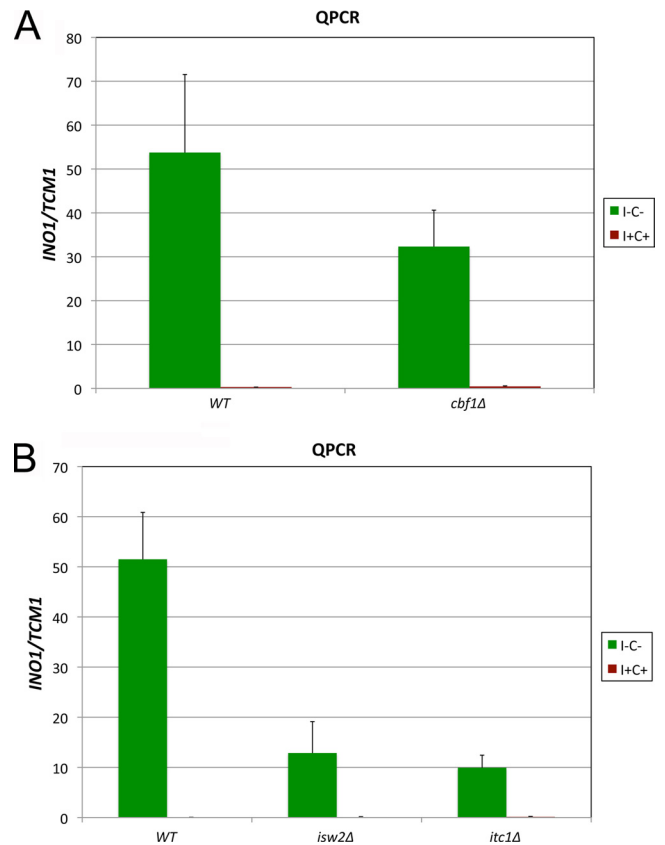 A
QPCR
80
70
60
50
40
30
20
10
0
INO1/TCM1
WT
cbf1Δ
I-C-
I+C+
B
QPCR
70
60
50
40
30
20
10
0
INO1/TCM1
WT
isw2Δ
itc1Δ
I-C-
I+C+